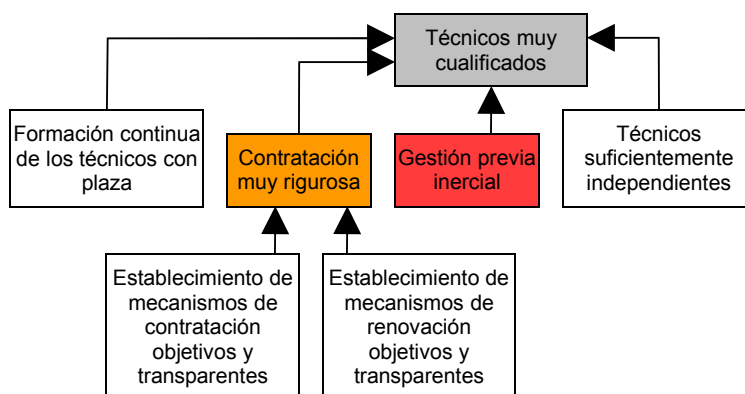 Técnicos muy
cualificados
Formación continua
de los técnicos con
plaza
Contratación
muy rigurosa
Gestión previa
inercial
Técnicos
suficientemente
independientes
Establecimiento de
mecanismos de
contratación
objetivos y
transparentes
Establecimiento de
mecanismos de
renovación
objetivos y
transparentes